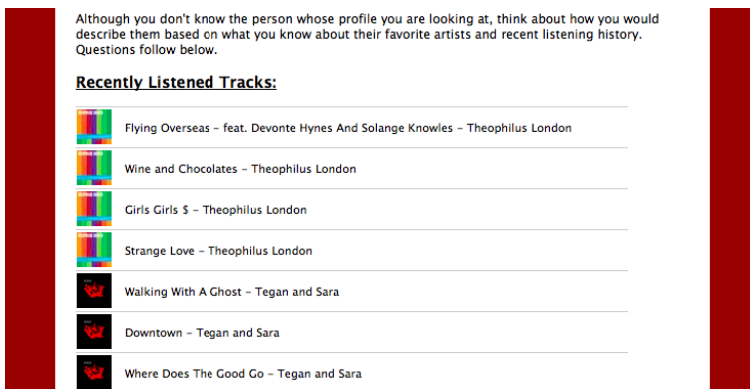 Although you don't know the person whose profile you are looking at, think about how you would
describe them based on what you know about their favorite artists and recent listening history.
Questions follow below.
Recently Listened Tracks:
Flying Overseas – feat. Devonte Hynes And Solange Knowles – Theophilus London
Wine and Chocolates – Theophilus London
Girls Girls $ – Theophilus London
Strange Love – Theophilus London
Walking With A Ghost – Tegan and Sara
Downtown – Tegan and Sara
Where Does The Good Go – Tegan and Sara